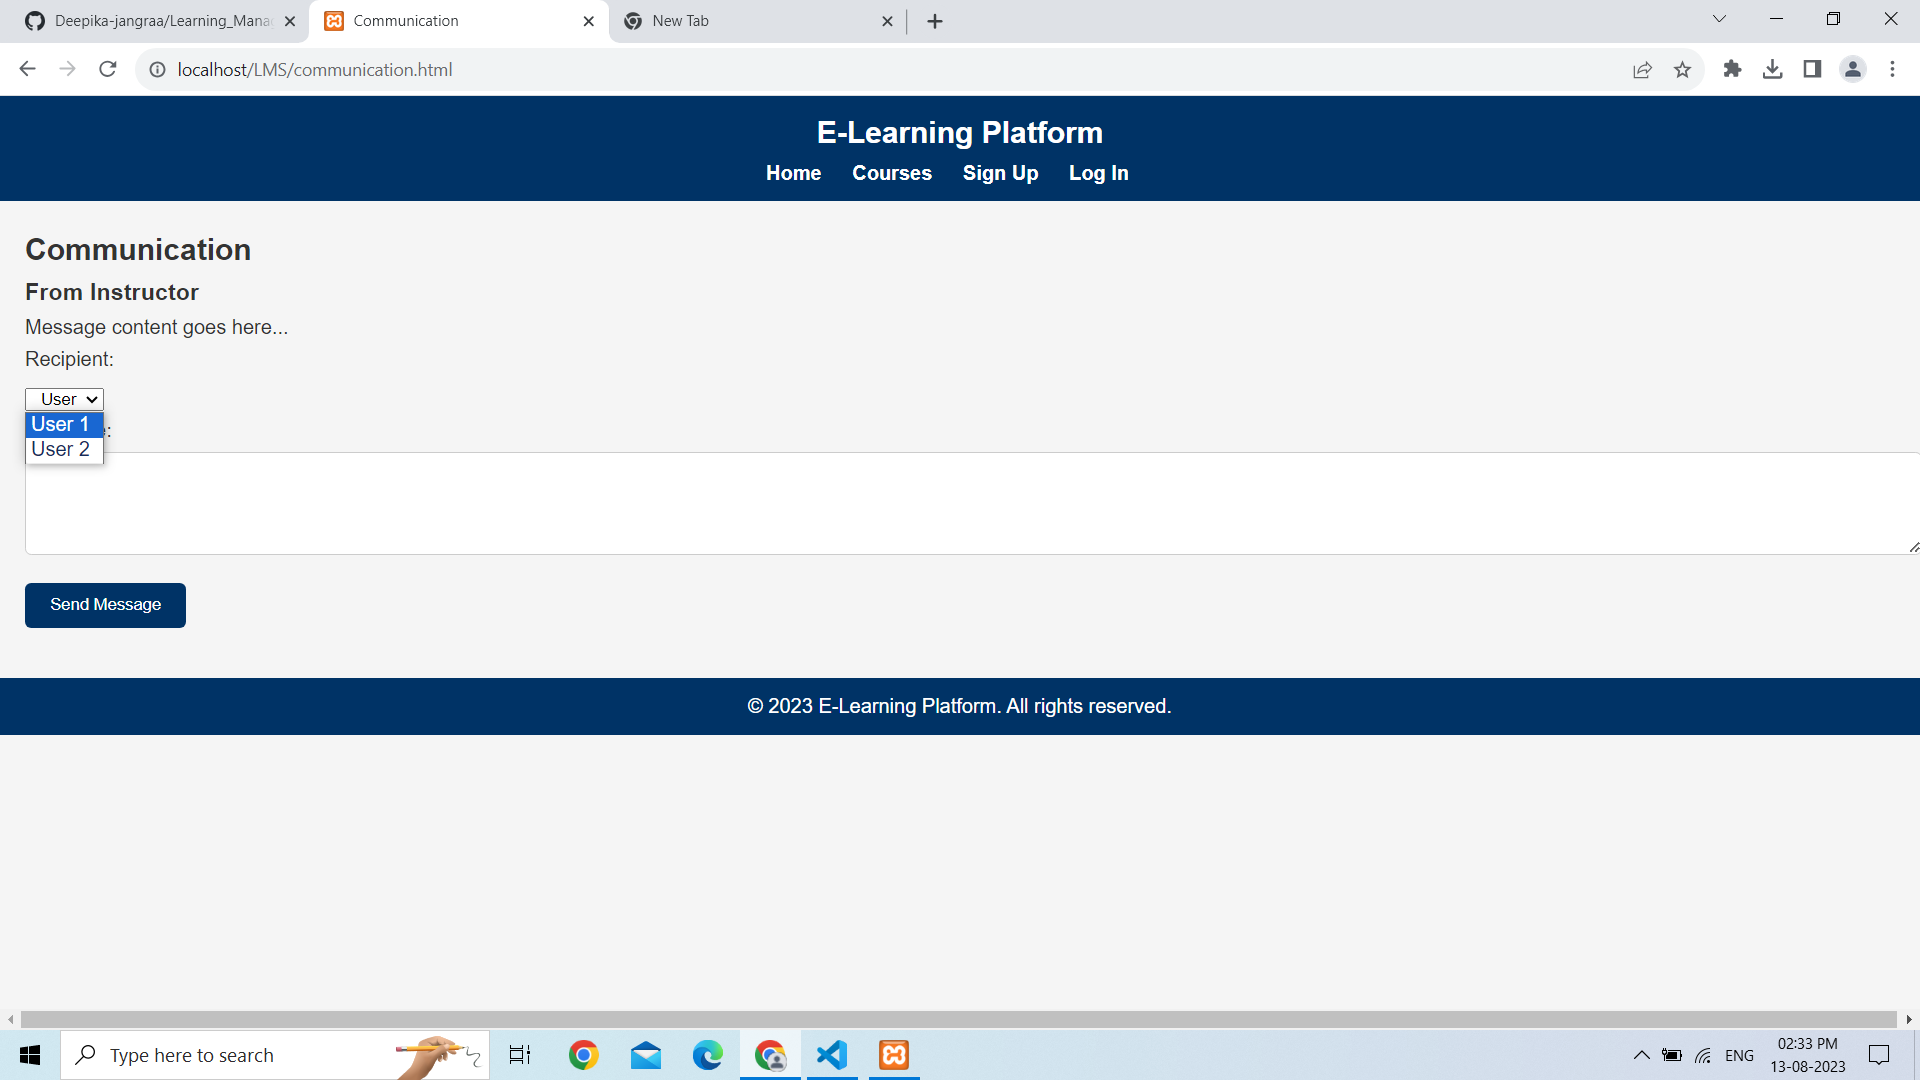 Deepika-jangraa/Learning_Mana
Communication
New Tab
localhost/LMS/communication.html
E-Learning Platform
Home Courses Sign Up Log In
Communication
From Instructor
Message content goes here...
Recipient:
User
User 1
User 2
© 2023 E-Learning Platform. All rights reserved.
Send Message
Type here to search
ENG
02:33 PM
13-08-2023